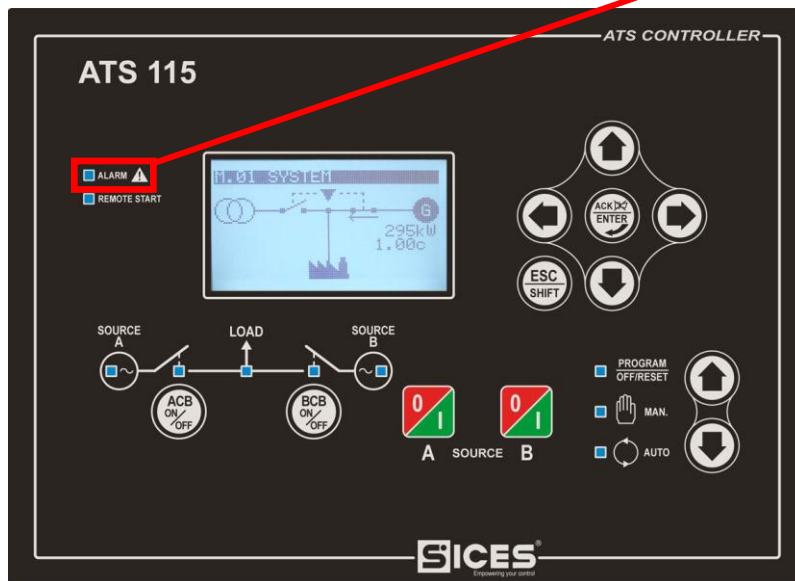 ATS CONTROLLER
ATS 115
ALARM
REMOTE START
M.01 SYSTEM
G
295kW
1.00c
ACK
ENTER
ESC
SHIFT
SOURCE
A
LOAD
SOURCE
B
ACB
ON/OFF
BCB
ON/OFF
0/I
0/I
A SOURCE B
PROGRAM
OFF/RESET
MAN.
AUTO
SICES®
Empowering your control